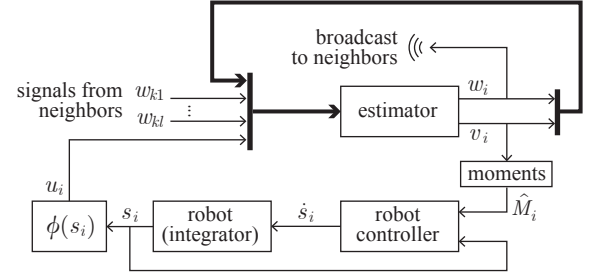 broadcast
to neighbors
signals from
neighbors
w_{k1}
⋮
w_{kl}
estimator
w_i
v_i
moments
\hat{M}_i
u_i
ϕ(s_i)
s_i
robot
(integrator)
\dot{s}_i
robot
controller